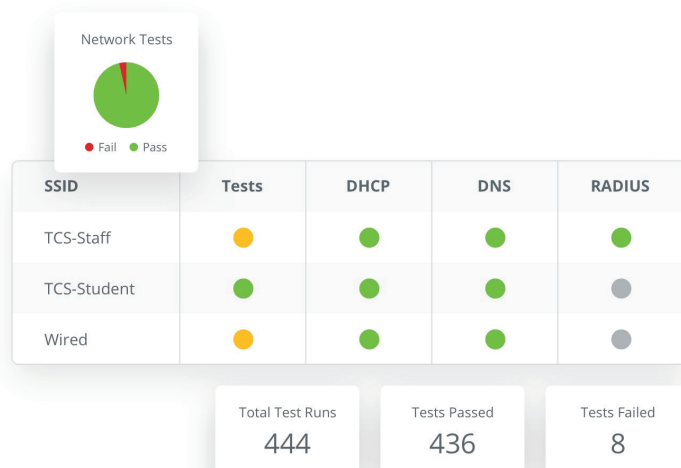 Network Tests
Fail Pass
SSID Tests DHCP DNS RADIUS
TCS-Staff
TCS-Student
Wired
Total Test Runs Tests Passed Tests Failed
444 436 8